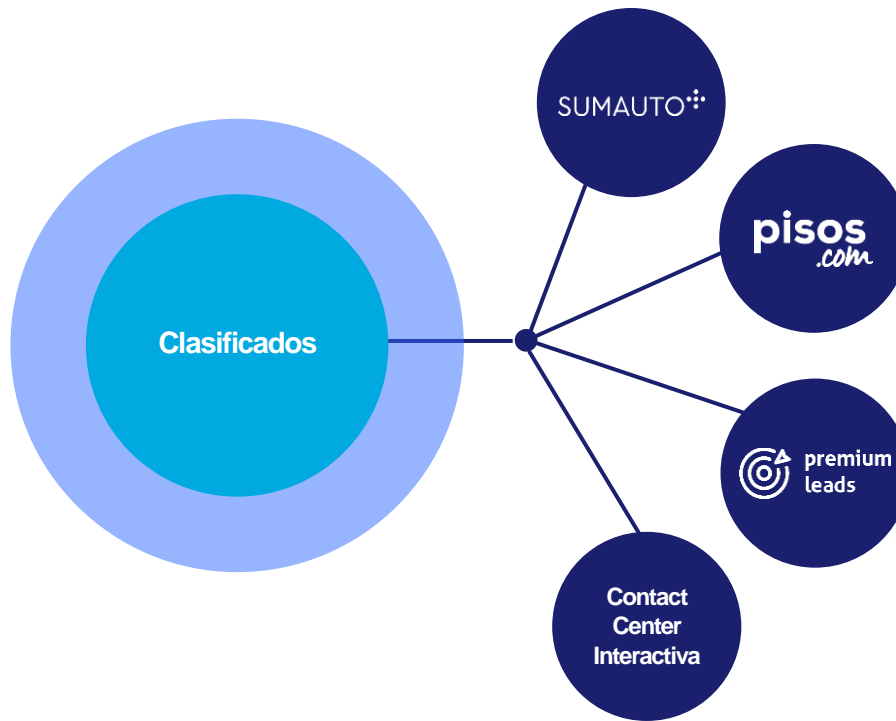 SUMAUTO
pisos
.com
Clasificados
premium
leads
Contact
Center
Interactiva